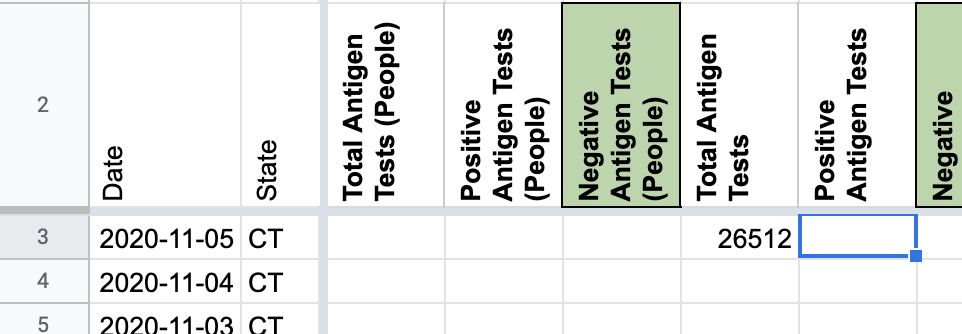 2
Date
State
Total Antigen
Tests (People)
Positive
Antigen Tests
(People)
Negative
Antigen Tests
(People)
Total Antigen
Tests
Positive
Antigen Tests
Negative
3 2020-11-05 CT 26512
4 2020-11-04 CT
5 2020-11-03 CT